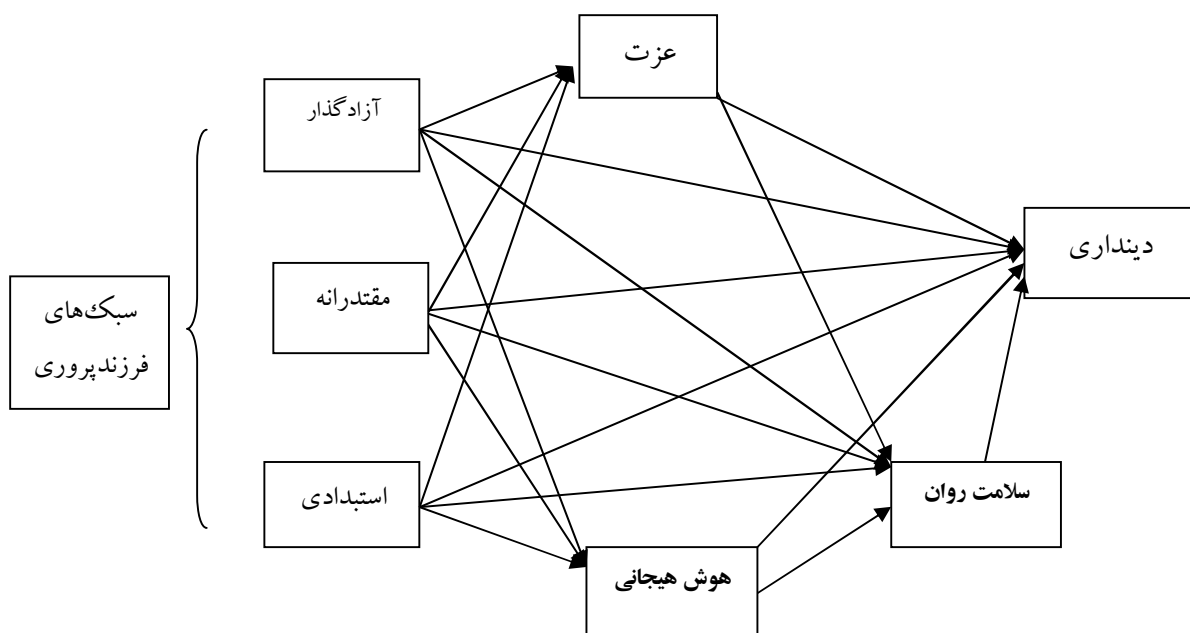 عزت
آزادگذار
دینداری
مقتدرانه
سبک‌های
فرزندپروری
استبدادی
سلامت روان
هوش هیجانی